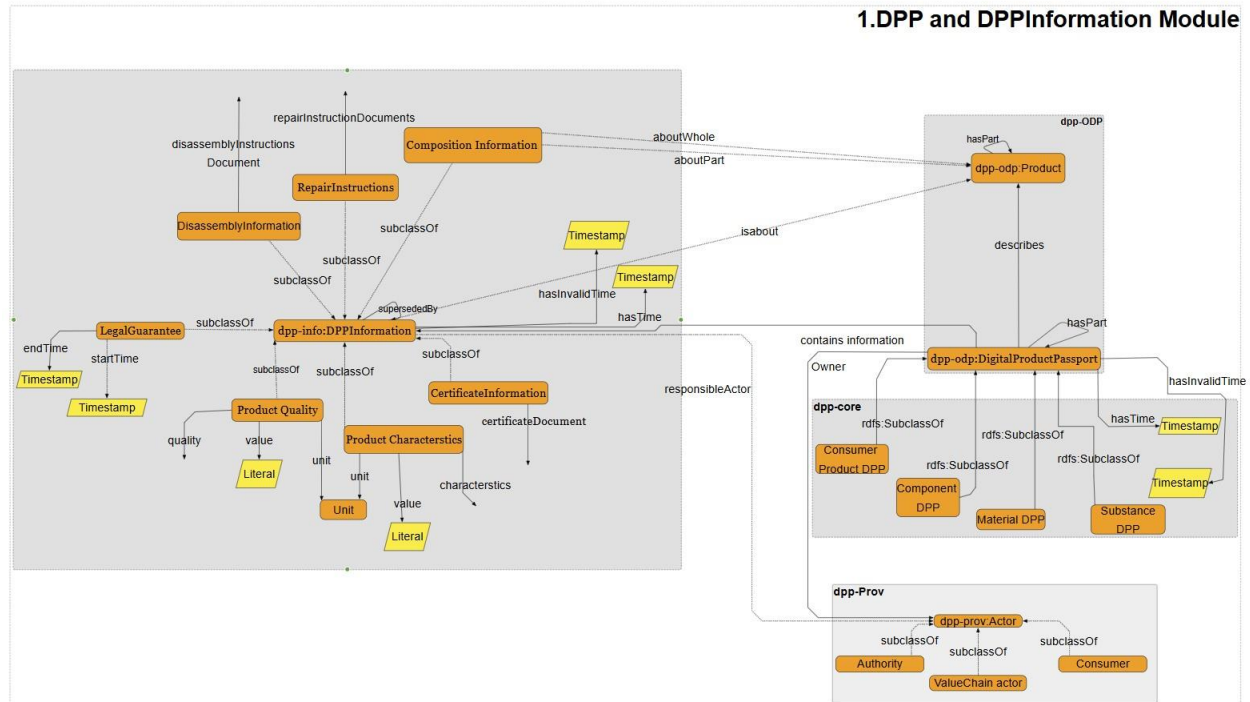 1.DPP and DPPInformation Module
dpp-ODP
repairInstructionDocuments
disassemblyInstructions
Document
Composition Information
aboutWhole
aboutPart
hasPart
dpp-odp:Product
RepairInstructions
DisassemblyInformation
subclassOf
Timestamp
isabout
describes
subclassOf
subclassOf
Timestamp
hasInvalidTime
supersededBy
hasTime
LegalGuarantee
subclassOf
dpp-info:DPPInformation
hasPart
contains information
endTime
startTime
subclassOf
dpp-odp:DigitalProductPassport
Owner
subclassOf
subclassOf
Timestamp
responsibleActor
hasInvalidTime
CertificateInformation
Timestamp
Product Quality
dpp-core
certificateDocument
hasTime
Timestamp
rdfs:SubclassOf
rdfs:SubclassOf
quality
value
Product Characterstics
Consumer
Product DPP
rdfs:SubclassOf
rdfs:SubclassOf
unit
Literal
unit
characterstics
Component
DPP
Timestamp
value
Unit
Material DPP
Substance
DPP
Literal
dpp-Prov
dpp-prov:Actor
subclassOf
subclassOf
subclassOf
Authority
Consumer
ValueChain actor